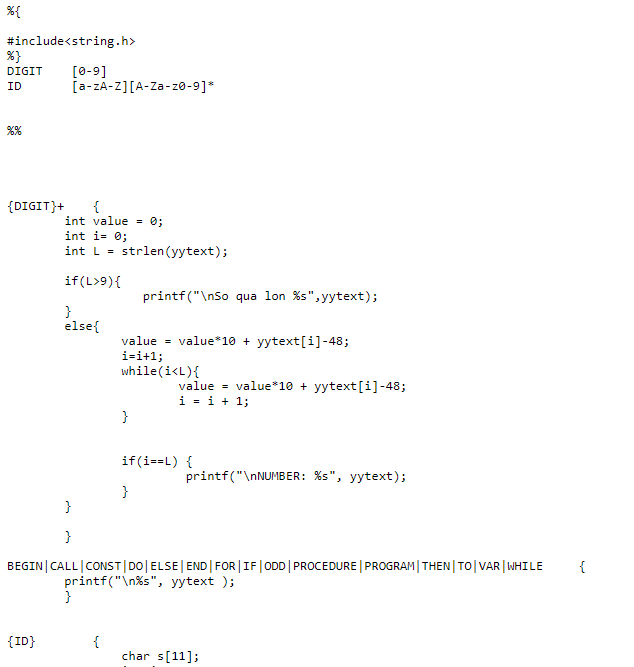 %{
#include<string.h>
%}
DIGIT [0-9]
ID [a-zA-Z][A-Za-z0-9]*
%%
{DIGIT}+ {
int value = 0;
int i= 0;
int L = strlen(yytext);
if(L>9){
printf("\nSo qua lon %s",yytext);
}
else{
value = value*10 + yytext[i]-48;
i=i+1;
while(i<L){
value = value*10 + yytext[i]-48;
i = i + 1;
}
if(i==L) {
printf("\nNUMBER: %s", yytext);
}
}
}
BEGIN|CALL|CONST|DO|ELSE|END|FOR|IF|ODD|PROCEDURE|PROGRAM|THEN|TO|VAR|WHILE {
printf("\n%s", yytext );
}
{ID} {
char s[11];